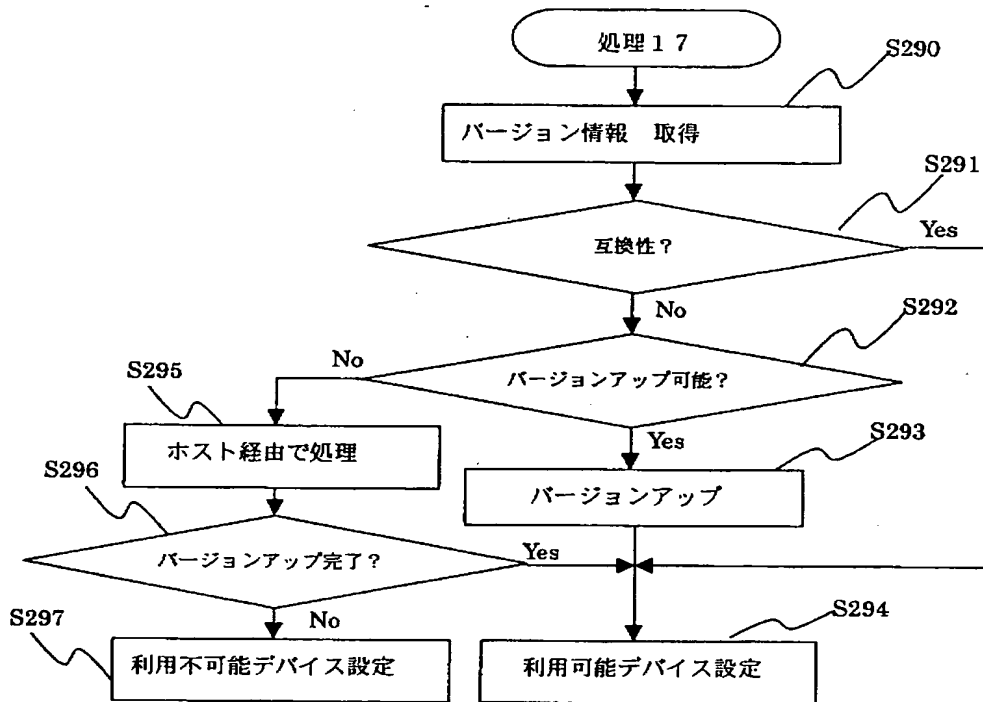 処理17
S290
バージョン情報　取得
S291
互換性？
Yes
No
S292
バージョンアップ可能？
No
S295
Yes
S293
ホスト経由で処理
バージョンアップ
S296
バージョンアップ完了？
Yes
No
S297
S294
利用不可能デバイス設定
利用可能デバイス設定